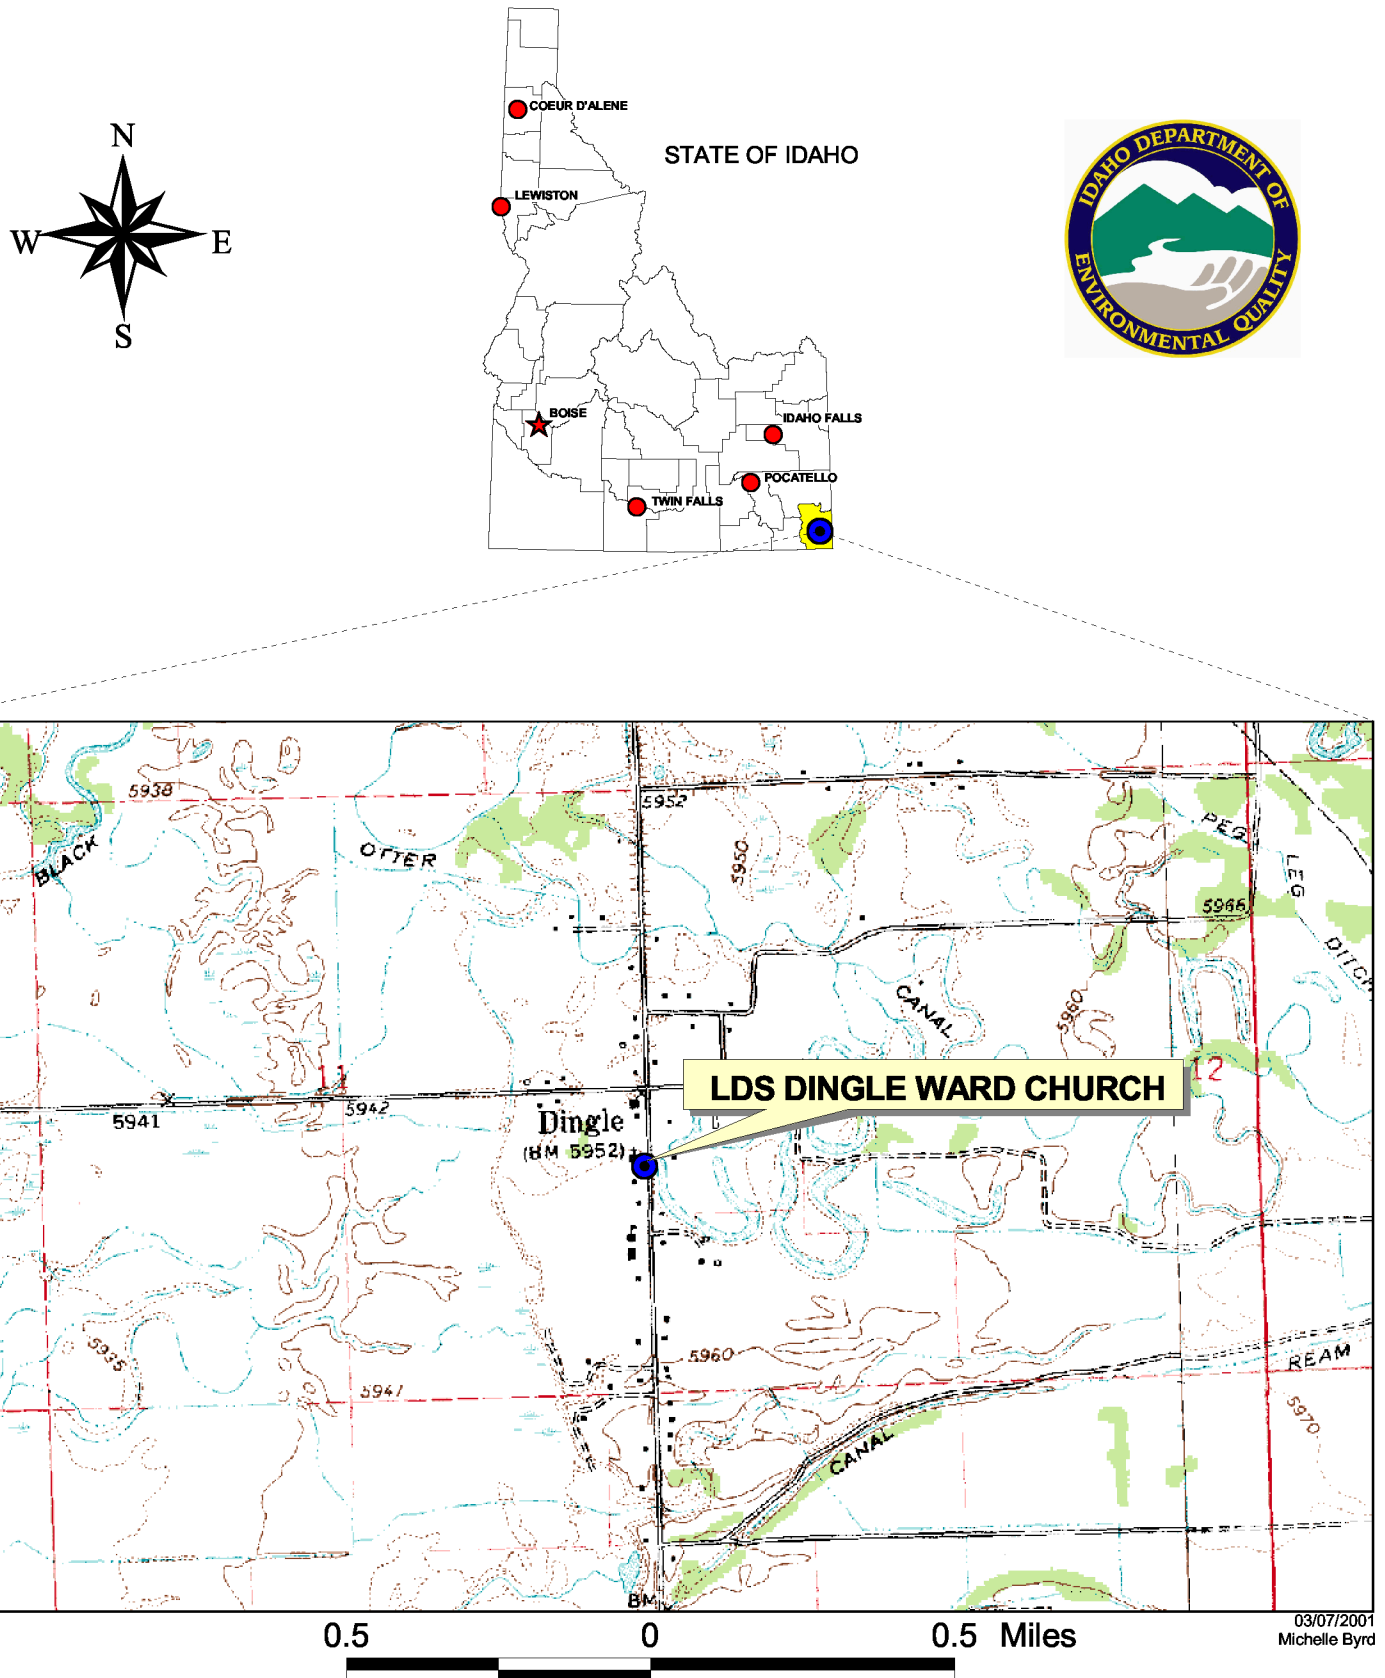 N
W
E
S
COEUR D'ALENE
STATE OF IDAHO
LEWISTON
IDAHO DEPARTMENT OF
ENVIRONMENTAL QUALITY
BOISE
IDAHO FALLS
POCATELLO
TWIN FALLS
5938
5952
BLACK
OTTER
5950
PEG
LEG
5966
DITCH
CANAL
5960
11
12
LDS DINGLE WARD CHURCH
5941
5942
Dingle
(BM 5952)
5935
5960
REAM
5947
5970
CANAL
BM
0.5
0
0.5 Miles
03/07/2001
Michelle Byrd